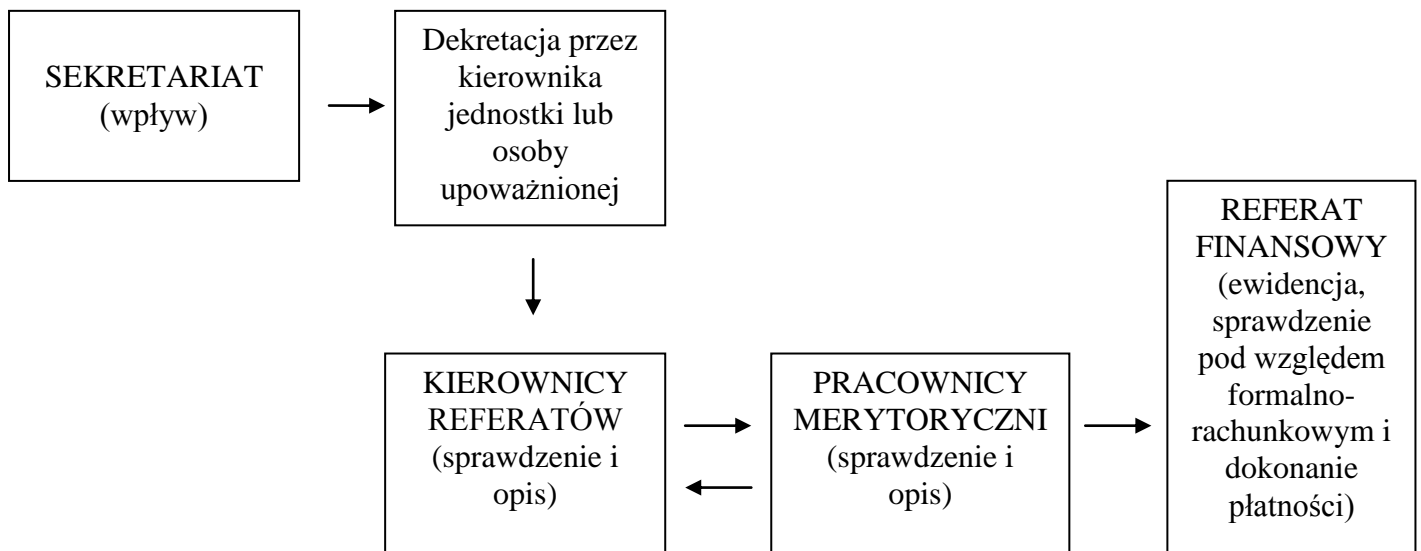 SEKRETARIAT
(wpływ)
Dekretacja przez
kierownika
jednostki lub
osoby
upoważnionej
KIEROWNICY
REFERATÓW
(sprawdzenie i
opis)
PRACOWNICY
MERYTORYCZNI
(sprawdzenie i
opis)
REFERAT
FINANSOWY
(ewidencja,
sprawdzenie
pod względem
formalno-
rachunkowym i
dokonanie
płatności)